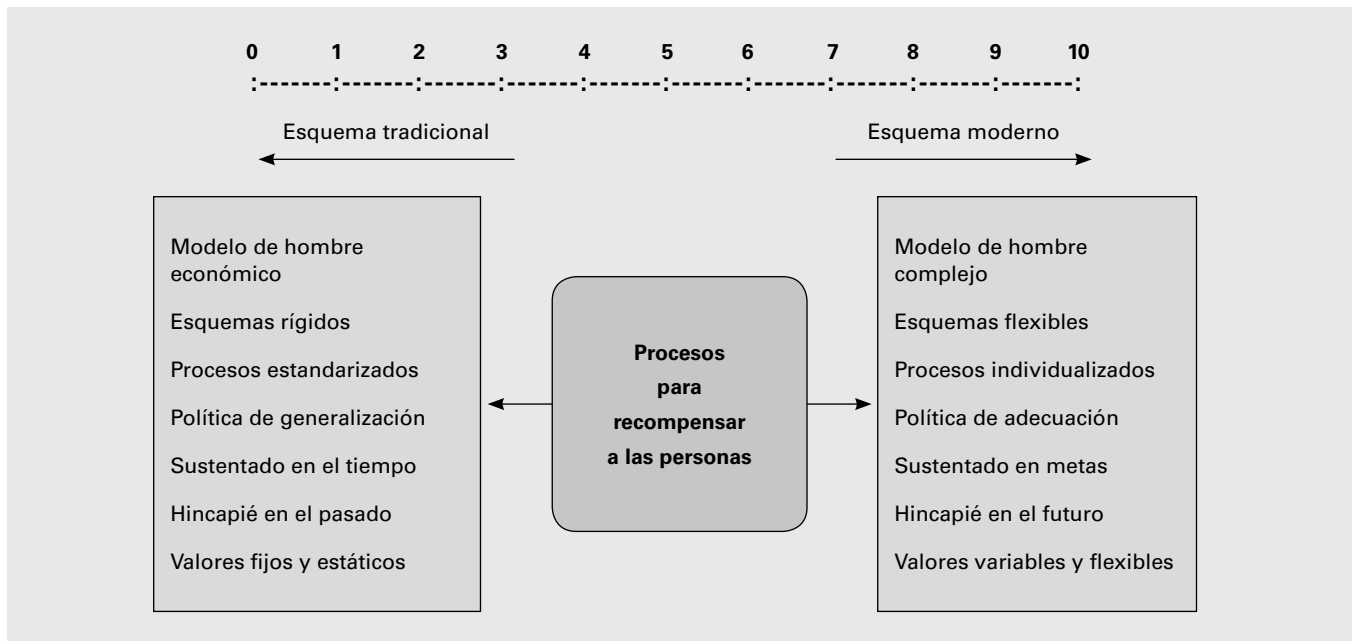 0 1 2 3 4 5 6 7 8 9 10
:-------:-------:-------:-------:-------:-------:-------:-------:-------:-------:
Esquema tradicional
Esquema moderno
Modelo de hombre
económico
Esquemas rígidos
Procesos estandarizados
Política de generalización
Sustentado en el tiempo
Hincapié en el pasado
Valores fijos y estáticos
Procesos
para
recompensar
a las personas
Modelo de hombre
complejo
Esquemas flexibles
Procesos individualizados
Política de adecuación
Sustentado en metas
Hincapié en el futuro
Valores variables y flexibles